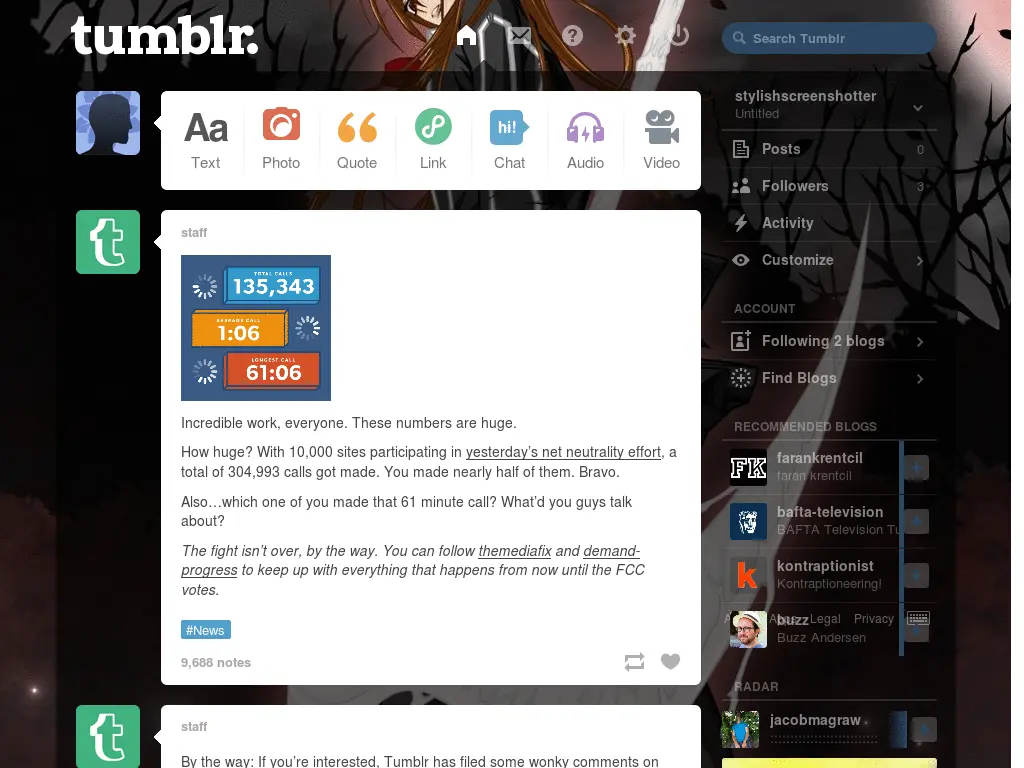 tumblr.
Search Tumblr
Aa
hi!
Text
Photo
Quote
Link
Chat
Audio
Video
stylishscreenshotter
Untitled
Posts 0
Followers 3
Activity
Customize
ACCOUNT
Following 2 blogs
Find Blogs
RECOMMENDED BLOGS
FK
farankrentcil
faran krentcil
bafta-television
BAFTA Television Tu
k
kontraptionist
Kontraptioneering!
buzz
Legal
Privacy
Buzz Andersen
RADAR
jacobmagraw
t
staff
TOTAL CALLS
135,343
AVERAGE CALL
1:06
LONGEST CALL
61:06
Incredible work, everyone. These numbers are huge.
How huge? With 10,000 sites participating in yesterday's net neutrality effort, a
total of 304,993 calls got made. You made nearly half of them. Bravo.
Also…which one of you made that 61 minute call? What'd you guys talk
about?
The fight isn't over, by the way. You can follow themediafix and demand-
progress to keep up with everything that happens from now until the FCC
votes.
#News
9,688 notes
t
staff
By the way: If you're interested, Tumblr has filed some wonky comments on